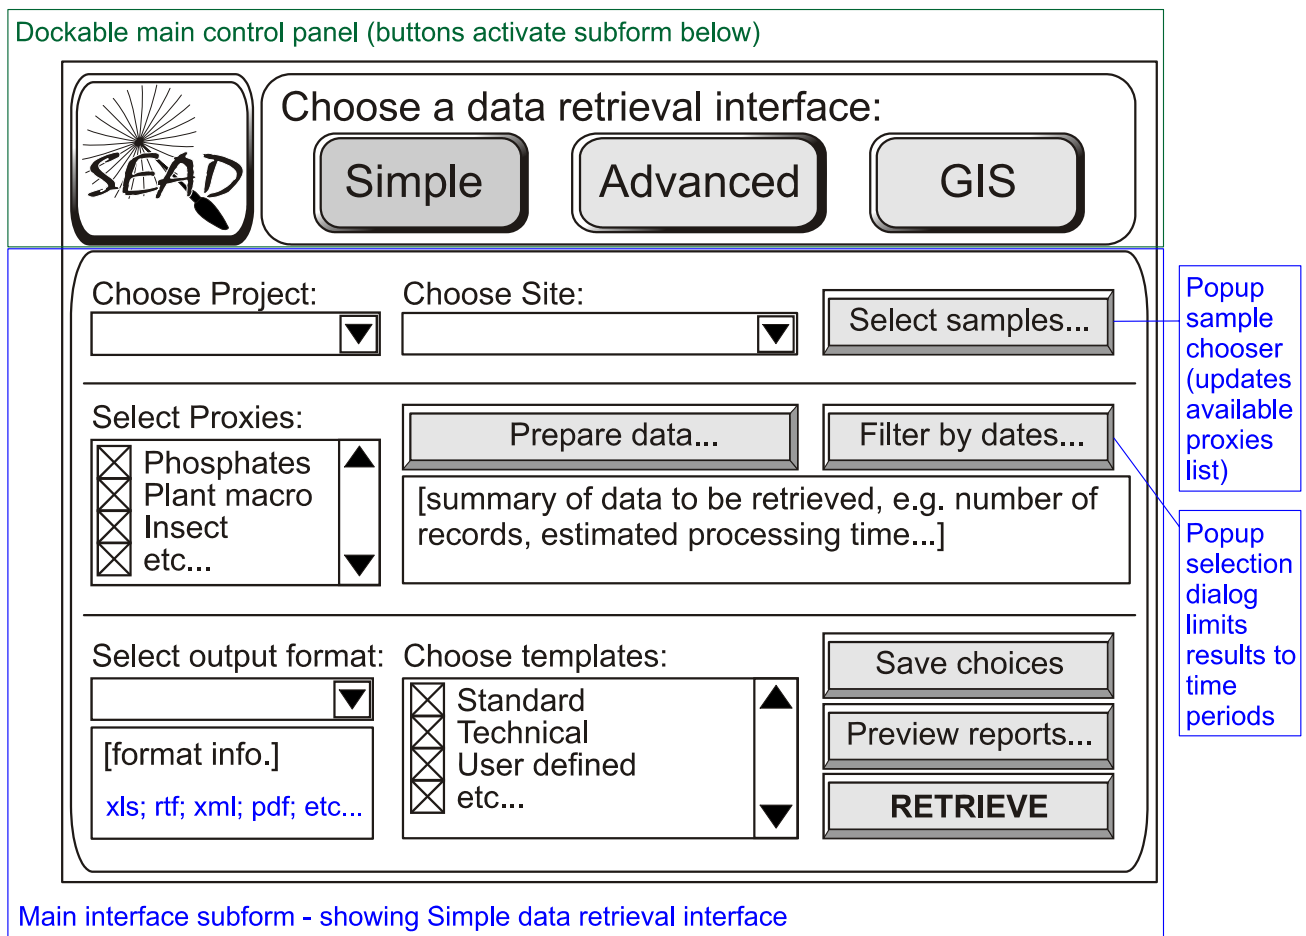 Dockable main control panel (buttons activate subform below)
SEAD
Choose a data retrieval interface:
Simple
Advanced
GIS
Choose Project:
Choose Site:
Select samples...
Popup
sample
chooser
(updates
available
proxies
list)
Select Proxies:
Phosphates
Plant macro
Insect
etc...
Prepare data...
Filter by dates...
[summary of data to be retrieved, e.g. number of
records, estimated processing time...]
Popup
selection
dialog
limits
results to
time
periods
Select output format:
[format info.]
xls; rtf; xml; pdf; etc...
Choose templates:
Standard
Technical
User defined
etc...
Save choices
Preview reports...
RETRIEVE
Main interface subform - showing Simple data retrieval interface